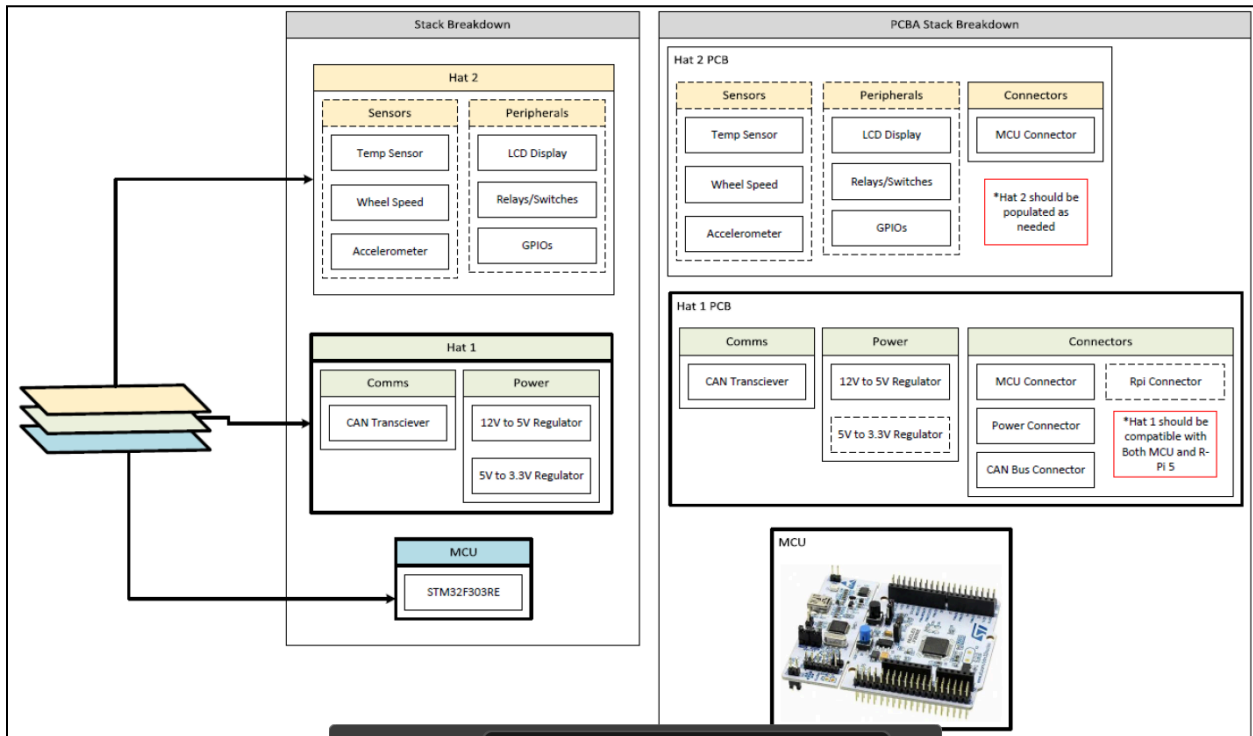 Stack Breakdown
Hat 2
Sensors
Temp Sensor
Wheel Speed
Accelerometer
Peripherals
LCD Display
Relays/Switches
GPIOs
Hat 1
Comms
CAN Transciever
Power
12V to 5V Regulator
5V to 3.3V Regulator
MCU
STM32F303RE
PCBA Stack Breakdown
Hat 2 PCB
Sensors
Temp Sensor
Wheel Speed
Accelerometer
Peripherals
LCD Display
Relays/Switches
GPIOs
Connectors
MCU Connector
*Hat 2 should be
populated as
needed
Hat 1 PCB
Comms
CAN Transciever
Power
12V to 5V Regulator
5V to 3.3V Regulator
Connectors
MCU Connector
Power Connector
CAN Bus Connector
Rpi Connector
*Hat 1 should be
compatible with
Both MCU and R-
Pi 5
MCU